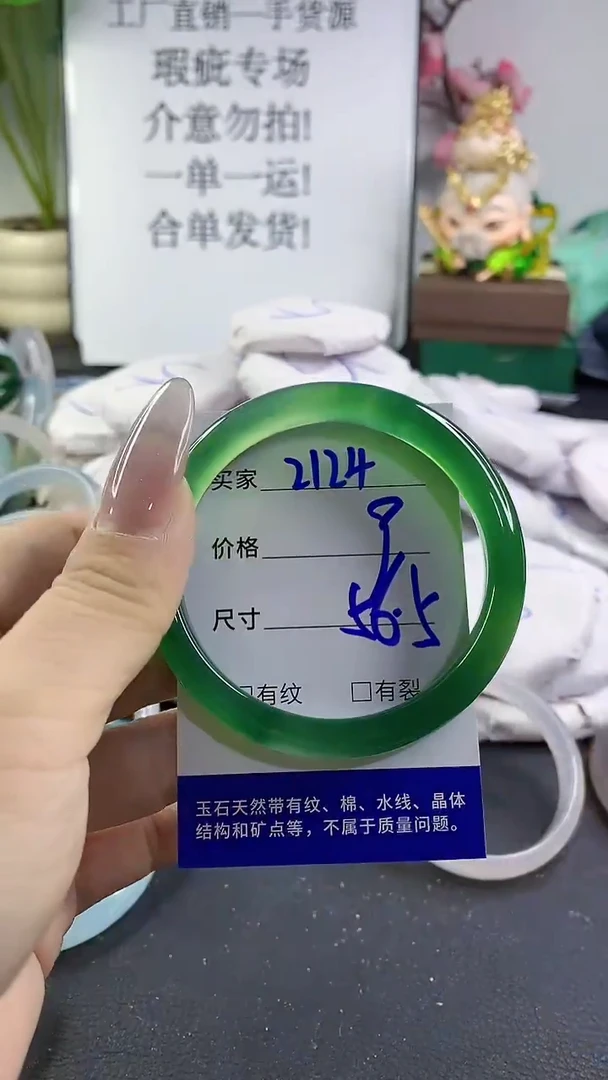 工厂直销一手货源
瑕疵专场
介意勿拍!
一单一运!
合单发货!
买家 2124
价格
尺寸 56.5
□有纹 □有裂
玉石天然带有纹、棉、水线、晶体
结构和矿点等，不属于质量问题。